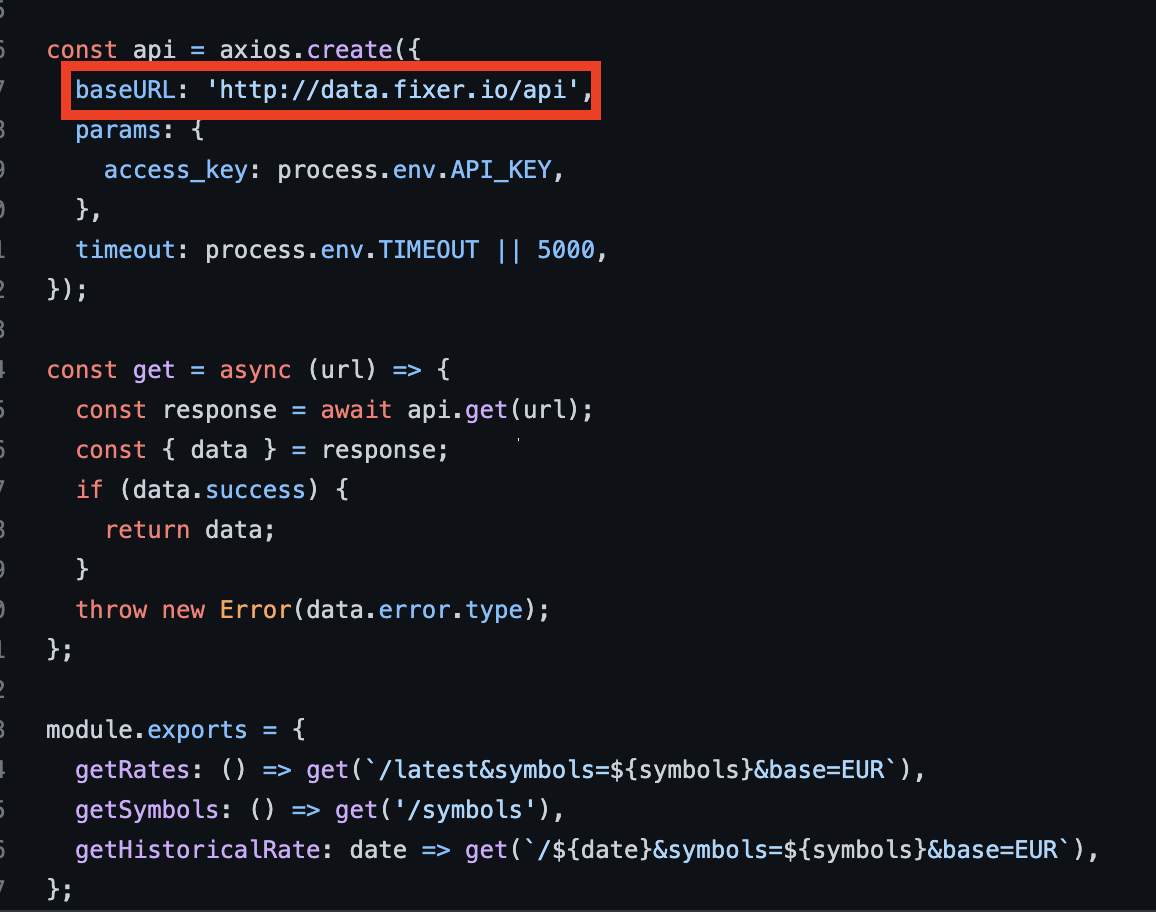 const api = axios.create({
baseURL: 'http://data.fixer.io/api',
params: {
access_key: process.env.API_KEY,
},
timeout: process.env.TIMEOUT || 5000,
});
const get = async (url) => {
const response = await api.get(url);
const { data } = response;
if (data.success) {
return data;
}
throw new Error(data.error.type);
};
module.exports = {
getRates: () => get(`/latest&symbols=${symbols}&base=EUR`),
getSymbols: () => get('/symbols'),
getHistoricalRate: date => get(`/${date}&symbols=${symbols}&base=EUR`),
};